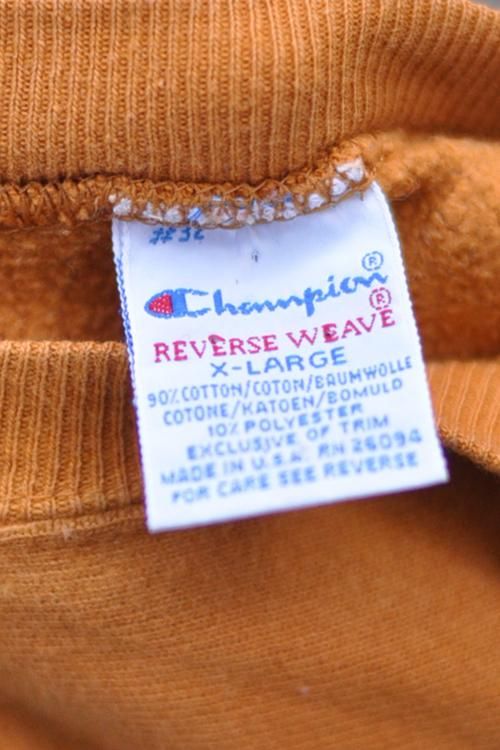 #32
Champion®
REVERSE WEAVE®
X-LARGE
90% COTTON/COTON/BAUMWOLLE
COTONE/KATOEN/BOMULD
10% POLYESTER
EXCLUSIVE OF TRIM
MADE IN U.S.A. RN 26094
FOR CARE SEE REVERSE